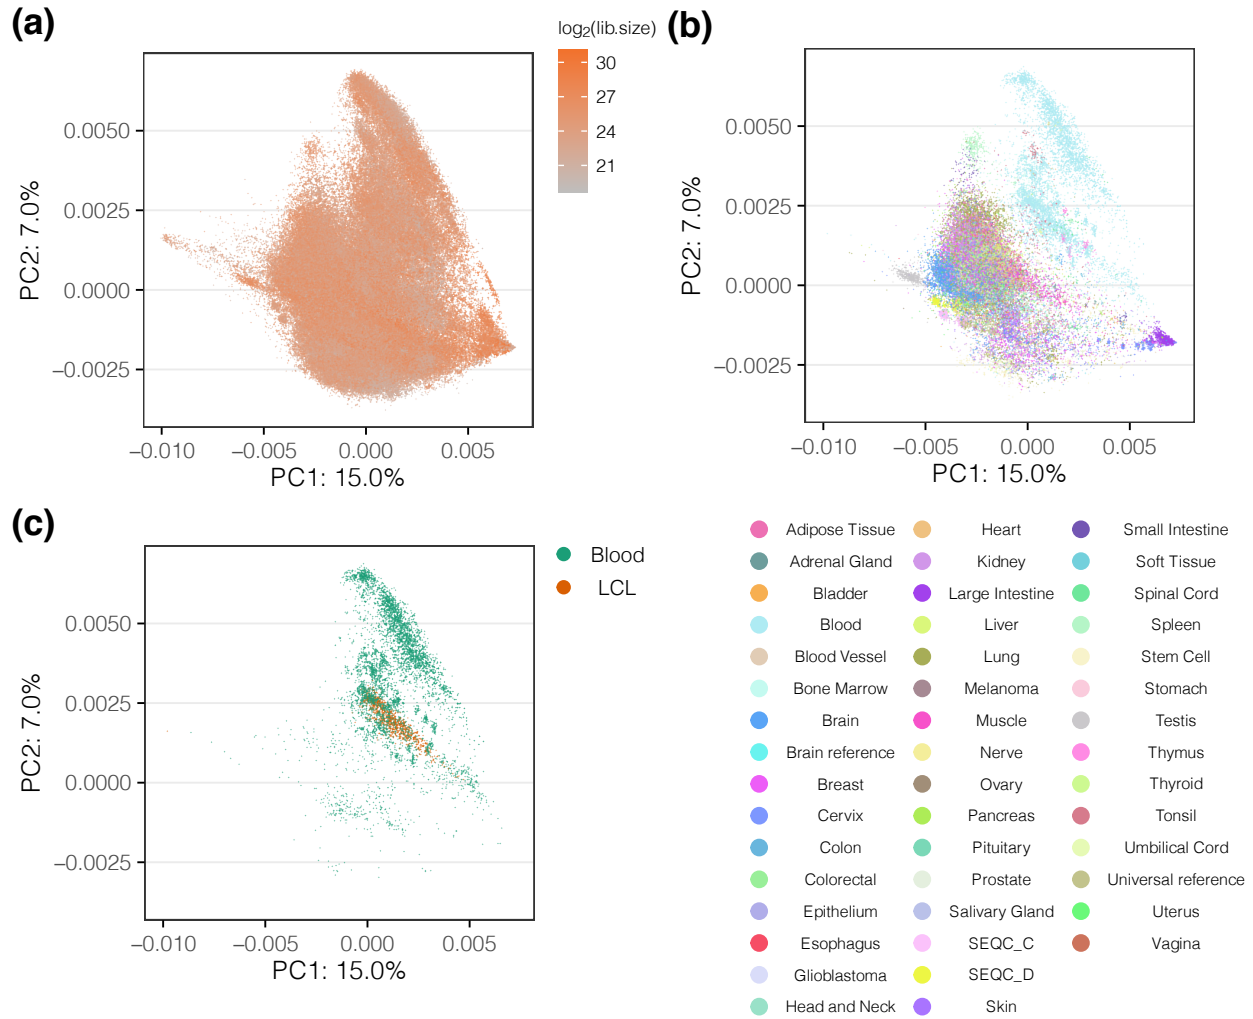 (a)
log2(lib.size)
30
27
24
21
0.0050
0.0025
0.0000
−0.0025
PC2: 7.0%
−0.010 −0.005 0.000 0.005
PC1: 15.0%
(b)
0.0050
0.0025
0.0000
−0.0025
PC2: 7.0%
−0.010 −0.005 0.000 0.005
PC1: 15.0%
(c)
Blood
LCL
0.0050
0.0025
0.0000
−0.0025
PC2: 7.0%
−0.010 −0.005 0.000 0.005
PC1: 15.0%
Adipose Tissue
Adrenal Gland
Bladder
Blood
Blood Vessel
Bone Marrow
Brain
Brain reference
Breast
Cervix
Colon
Colorectal
Epithelium
Esophagus
Glioblastoma
Head and Neck
Heart
Kidney
Large Intestine
Liver
Lung
Melanoma
Muscle
Nerve
Ovary
Pancreas
Pituitary
Prostate
Salivary Gland
SEQC_C
SEQC_D
Skin
Small Intestine
Soft Tissue
Spinal Cord
Spleen
Stem Cell
Stomach
Testis
Thymus
Thyroid
Tonsil
Umbilical Cord
Universal reference
Uterus
Vagina